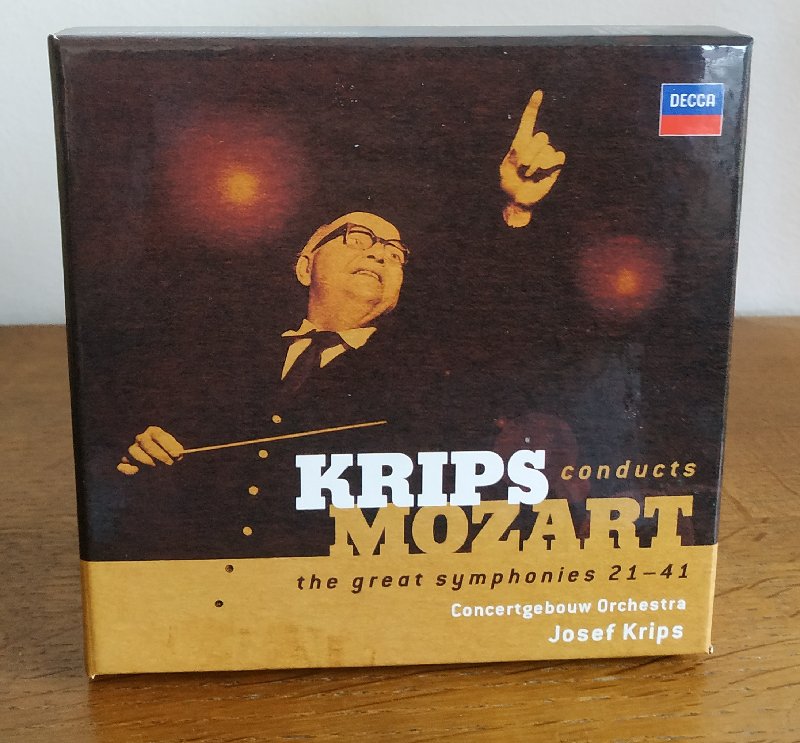 DECCA
KRIPS conducts
MOZART
the great symphonies 21–41
Concertgebouw Orchestra
Josef Krips